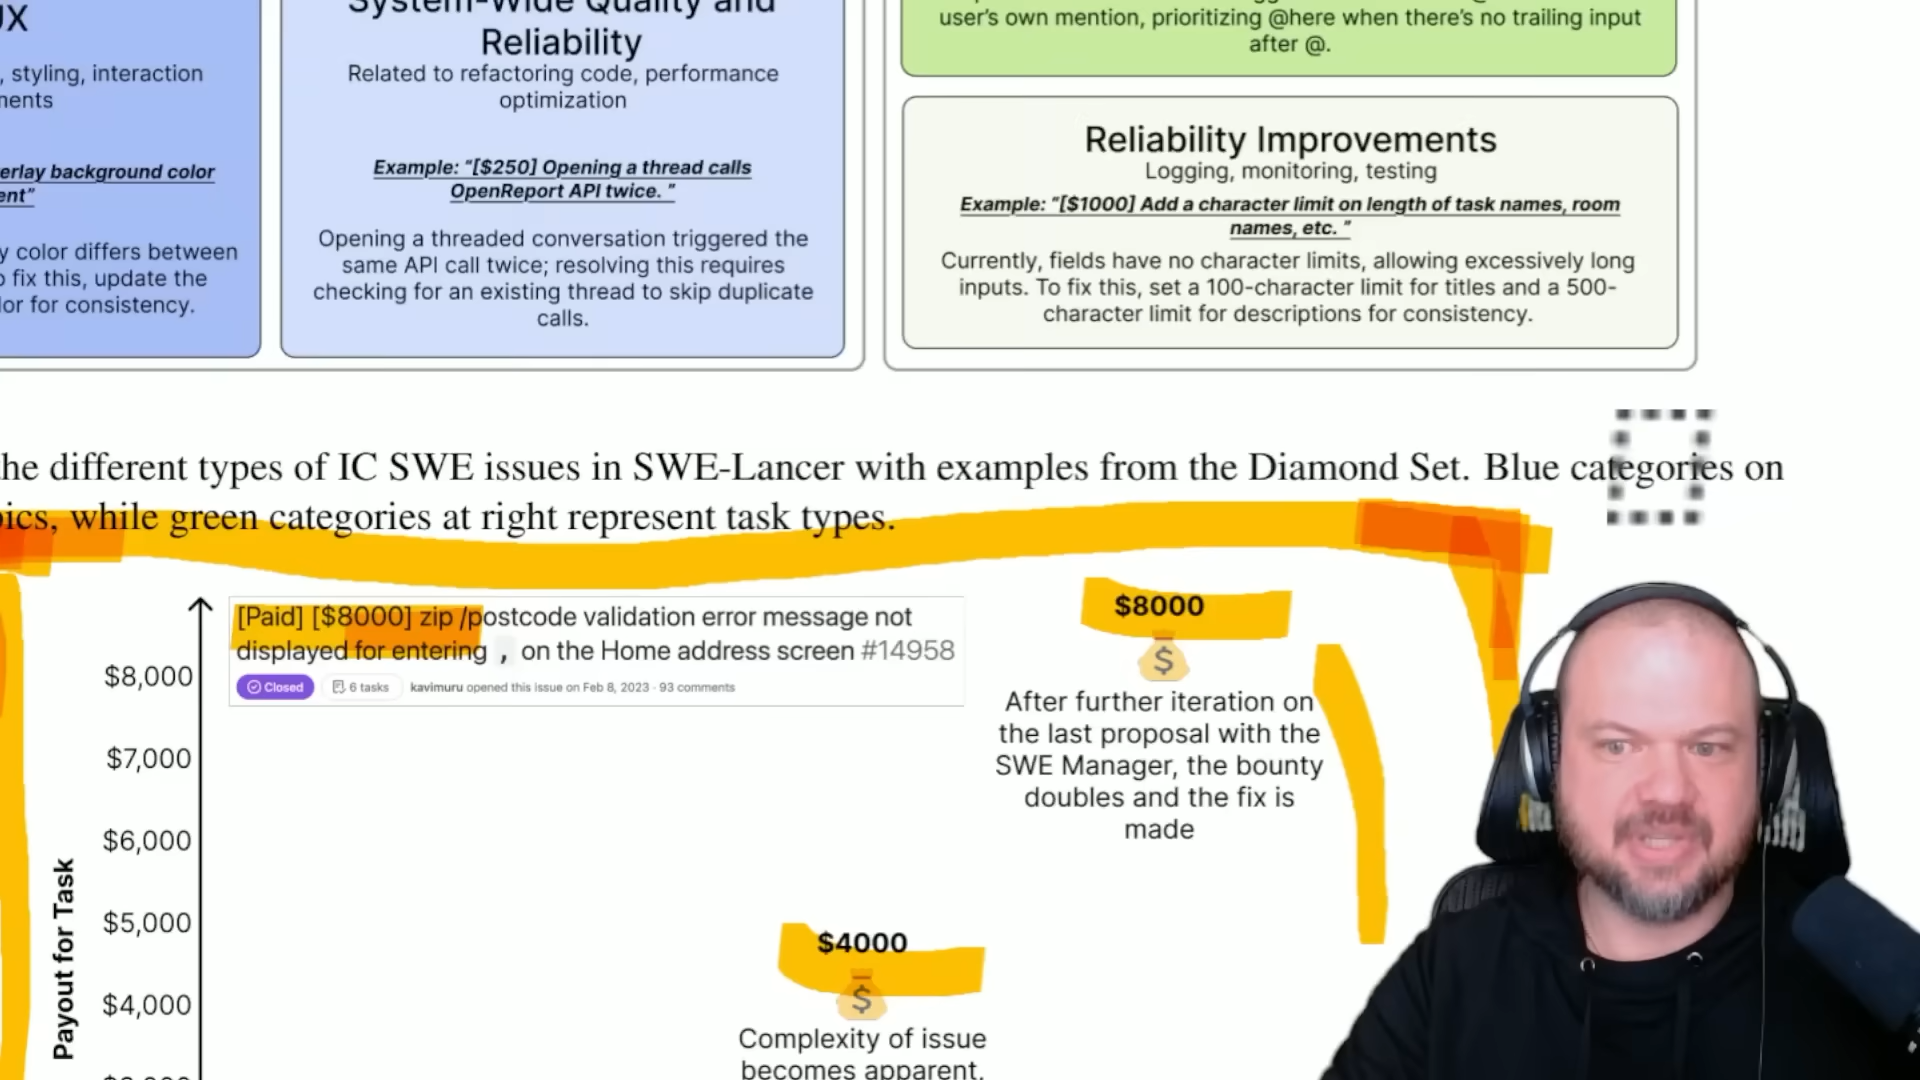 UX
, styling, interaction
erlay background color
y color differs between
o fix this, update the
lor for consistency.
System-Wide Quality and
Reliability
Related to refactoring code, performance
optimization
Example: “[$250] Opening a thread calls
OpenReport API twice. ”
Opening a threaded conversation triggered the
same API call twice; resolving this requires
checking for an existing thread to skip duplicate
calls.
user’s own mention, prioritizing @here when there’s no trailing input
after @.
Reliability Improvements
Logging, monitoring, testing
Example: “[$1000] Add a character limit on length of task names, room
names, etc. ”
Currently, fields have no character limits, allowing excessively long
inputs. To fix this, set a 100-character limit for titles and a 500-
character limit for descriptions for consistency.
he different types of IC SWE issues in SWE-Lancer with examples from the Diamond Set. Blue categories on
pics, while green categories at right represent task types.
[Paid] [$8000] zip /postcode validation error message not
displayed for entering , on the Home address screen #14958
Closed 6 tasks kavimuru opened this issue on Feb 8, 2023 · 93 comments
$8,000
$7,000
$6,000
$5,000
$4,000
Payout for Task
$8000
After further iteration on
the last proposal with the
SWE Manager, the bounty
doubles and the fix is
made
$4000
Complexity of issue
becomes apparent,